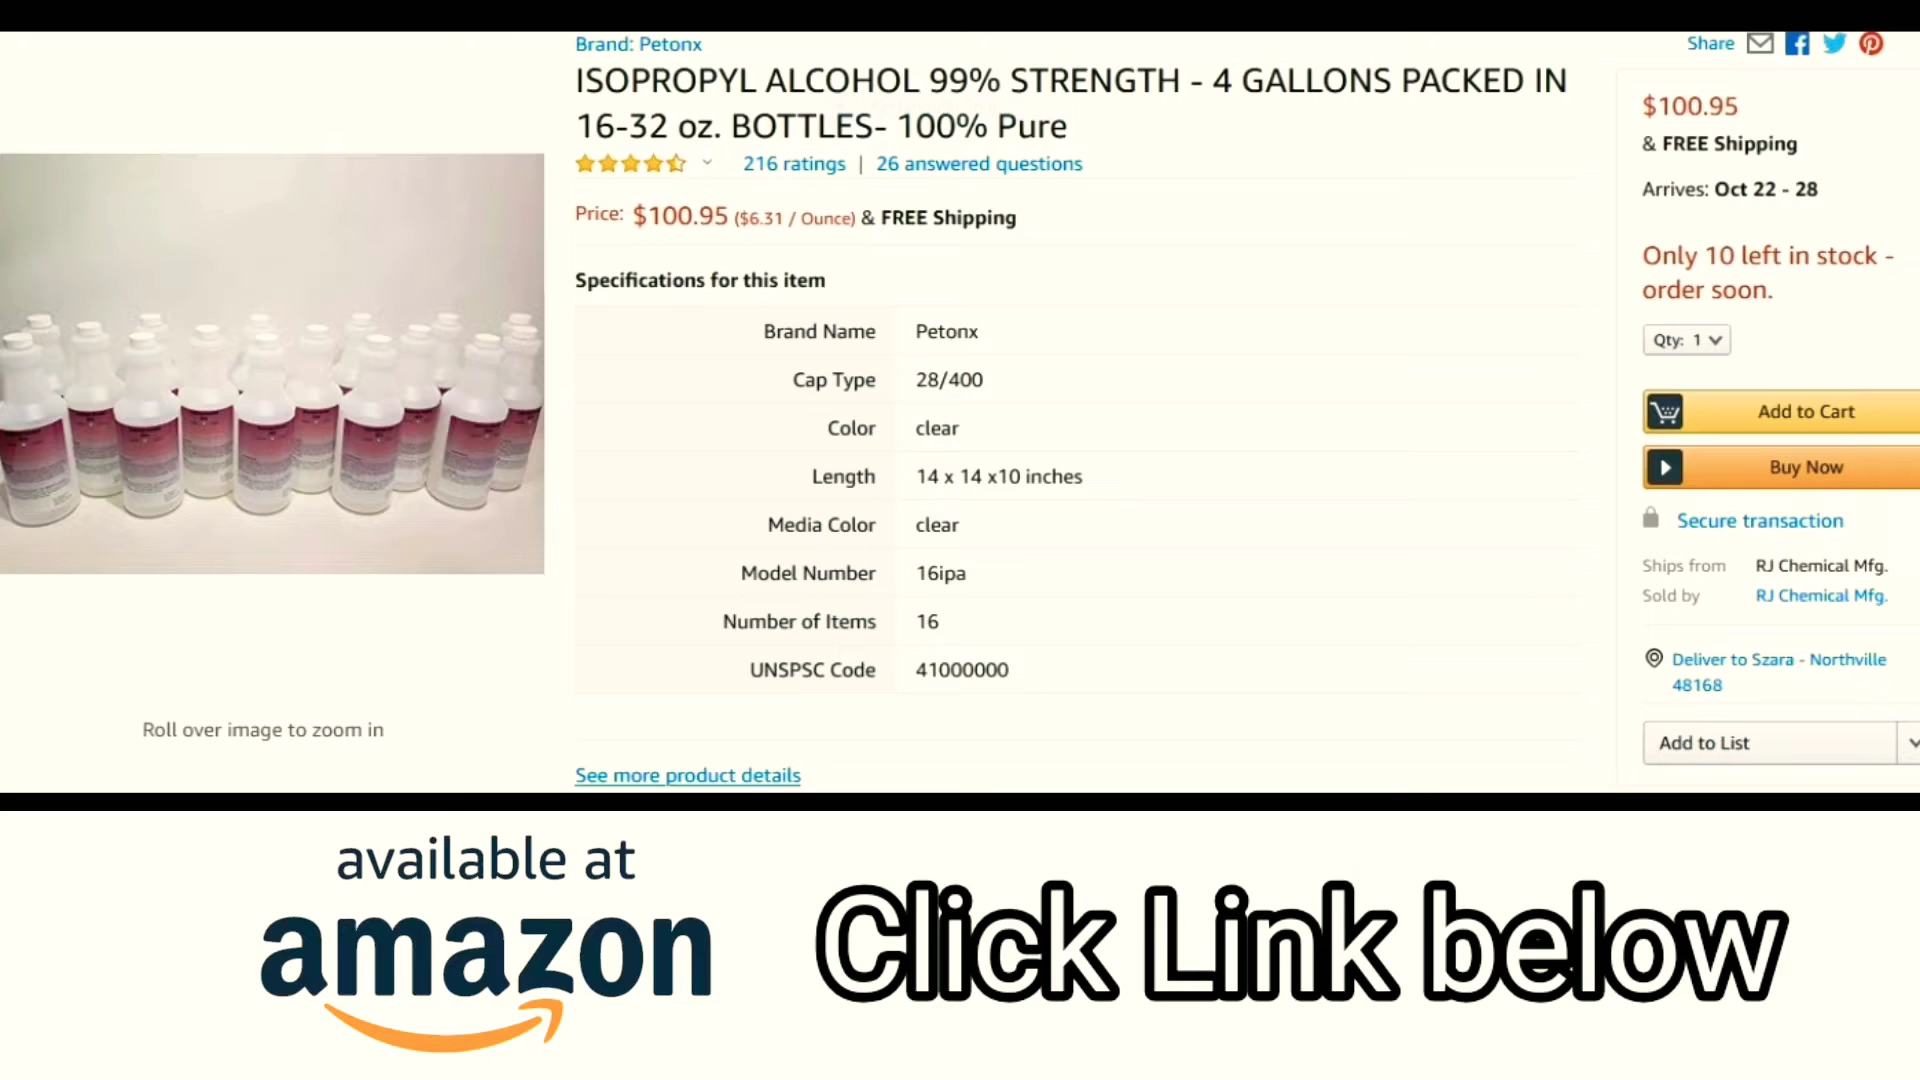 Brand: Petonx
Share
ISOPROPYL ALCOHOL 99% STRENGTH - 4 GALLONS PACKED IN
16-32 oz. BOTTLES- 100% Pure
216 ratings | 26 answered questions
Price: $100.95 ($6.31 / Ounce) & FREE Shipping
Specifications for this item
Brand Name Petonx
Cap Type 28/400
Color clear
Length 14 x 14 x10 inches
Media Color clear
Model Number 16ipa
Number of Items 16
UNSPSC Code 41000000
See more product details
Roll over image to zoom in
$100.95
& FREE Shipping
Arrives: Oct 22 - 28
Only 10 left in stock -
order soon.
Qty: 1
Add to Cart
Buy Now
Secure transaction
Ships from RJ Chemical Mfg.
Sold by RJ Chemical Mfg.
Deliver to Szara - Northville
48168
Add to List
available at
amazon
Click Link below